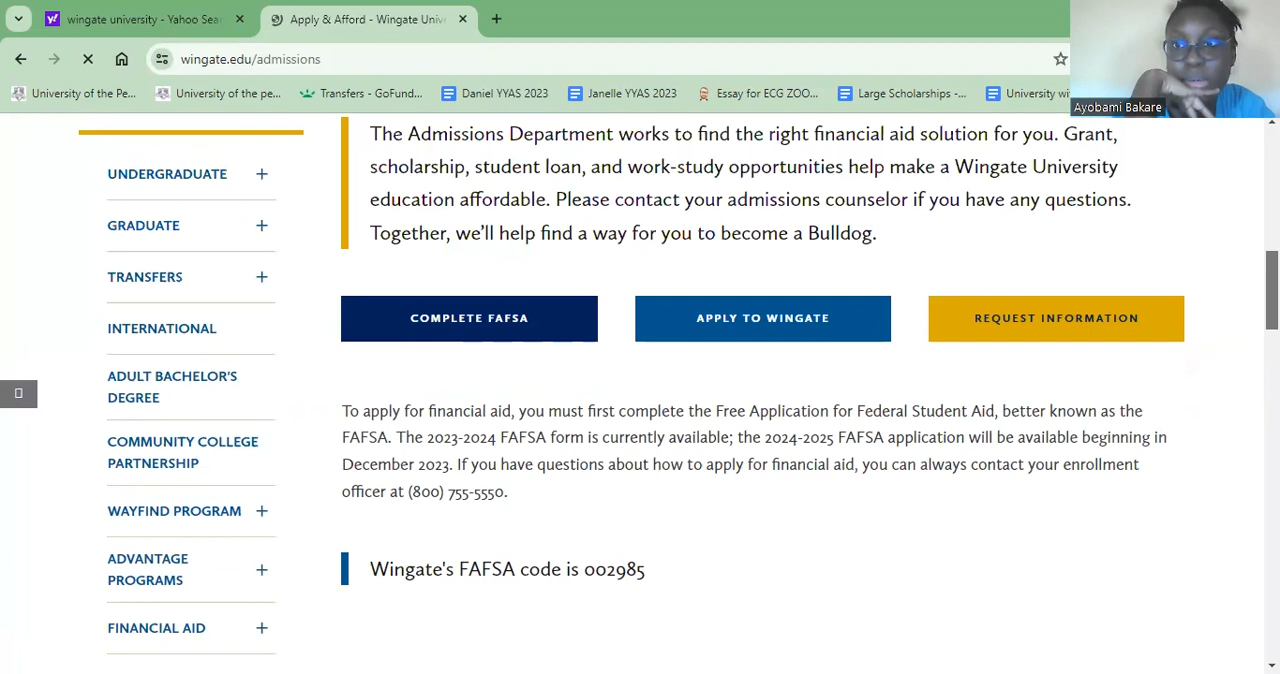 wingate university - Yahoo Sea
Apply & Afford - Wingate Univ
wingate.edu/admissions
University of the Pe...
University of the pe...
Transfers - GoFund...
Daniel YYAS 2023
Janelle YYAS 2023
Essay for ECG ZOO...
Large Scholarships -...
University wi
Ayobami Bakare
UNDERGRADUATE +
GRADUATE +
TRANSFERS +
INTERNATIONAL
ADULT BACHELOR'S
DEGREE
COMMUNITY COLLEGE
PARTNERSHIP
WAYFIND PROGRAM +
ADVANTAGE
PROGRAMS +
FINANCIAL AID +
The Admissions Department works to find the right financial aid solution for you. Grant,
scholarship, student loan, and work-study opportunities help make a Wingate University
education affordable. Please contact your admissions counselor if you have any questions.
Together, we'll help find a way for you to become a Bulldog.
COMPLETE FAFSA
APPLY TO WINGATE
REQUEST INFORMATION
To apply for financial aid, you must first complete the Free Application for Federal Student Aid, better known as the
FAFSA. The 2023-2024 FAFSA form is currently available; the 2024-2025 FAFSA application will be available beginning in
December 2023. If you have questions about how to apply for financial aid, you can always contact your enrollment
officer at (800) 755-5550.
Wingate's FAFSA code is 002985